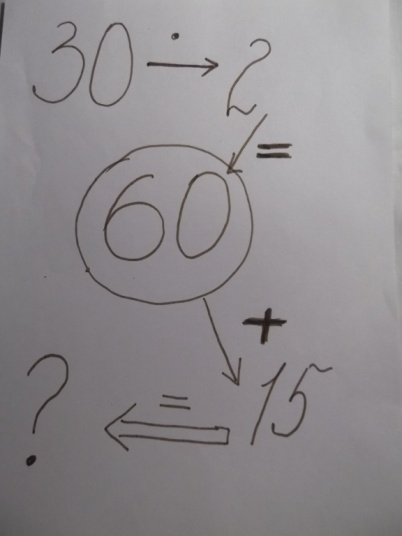 30 · → 2
=
60
+
? = 15